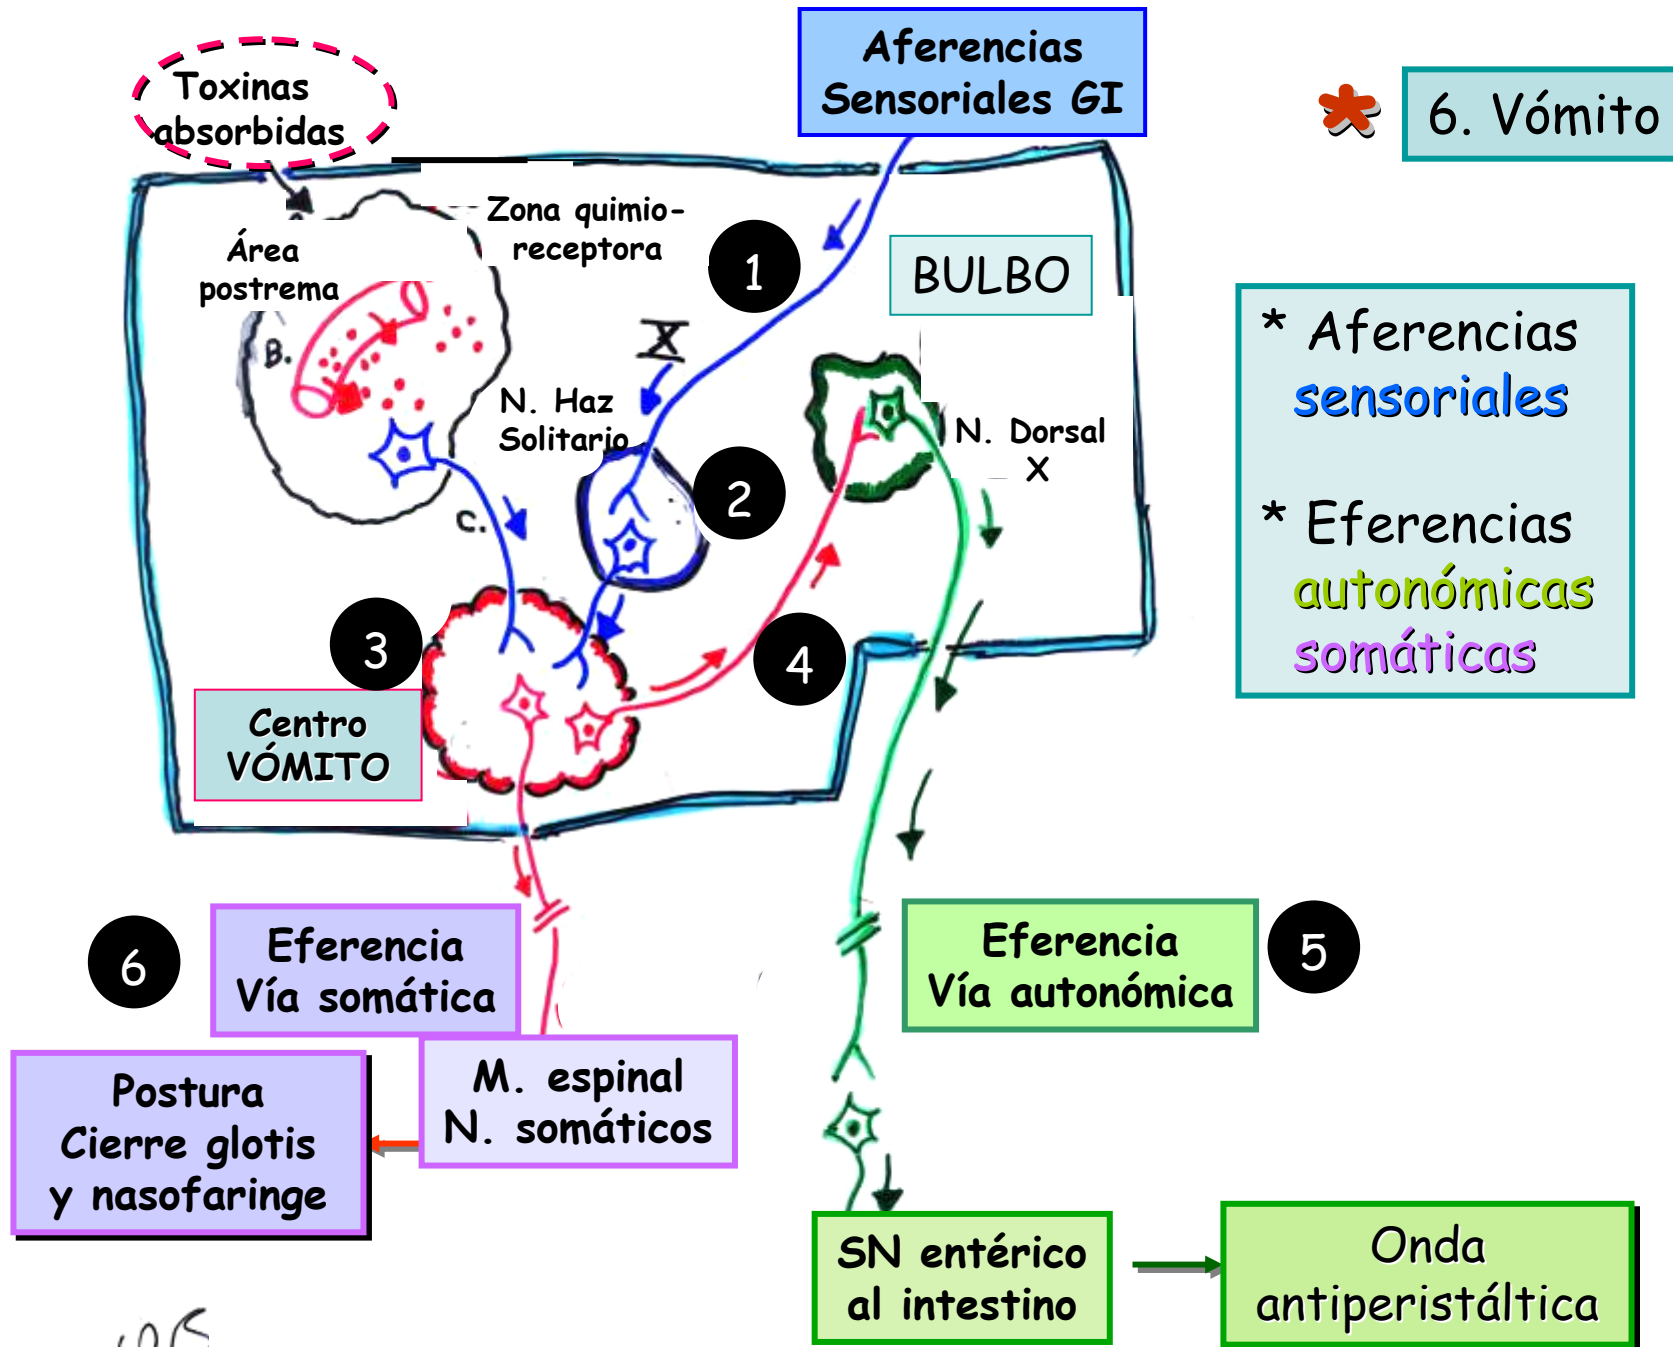 Toxinas
absorbidas
Aferencias
Sensoriales GI
* 6. Vómito
Zona quimio-
receptora
Área
postrema
1
BULBO
B.
X
N. Haz
Solitario
2
N. Dorsal
X
C.
* Aferencias
sensoriales
* Eferencias
autonómicas
somáticas
3
4
Centro
VÓMITO
6
Eferencia
Vía somática
Eferencia
Vía autonómica
5
M. espinal
N. somáticos
Postura
Cierre glotis
y nasofaringe
SN entérico
al intestino
Onda
antiperistáltica